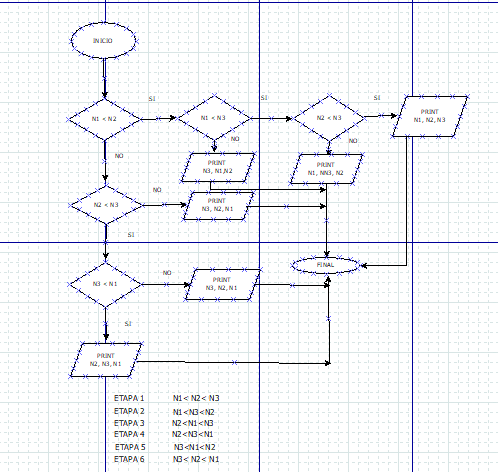 INICIO
SI
SI
SI
N1 < N2
N1 < N3
N2 < N3
PRINT
N1, N2, N3
NO
NO
NO
PRINT
N3, N1,N2
PRINT
N1, NN3, N2
NO
N2 < N3
PRINT
N3, N2, N1
SI
FINAL
NO
N3 < N1
PRINT
N3, N2, N1
SI
PRINT
N2, N3, N1
ETAPA 1 N1< N2< N3
ETAPA 2 N1<N3<N2
ETAPA 3 N2<N1<N3
ETAPA 4 N2<N3<N1
ETAPA 5 N3<N1<N2
ETAPA 6 N3< N2< N1